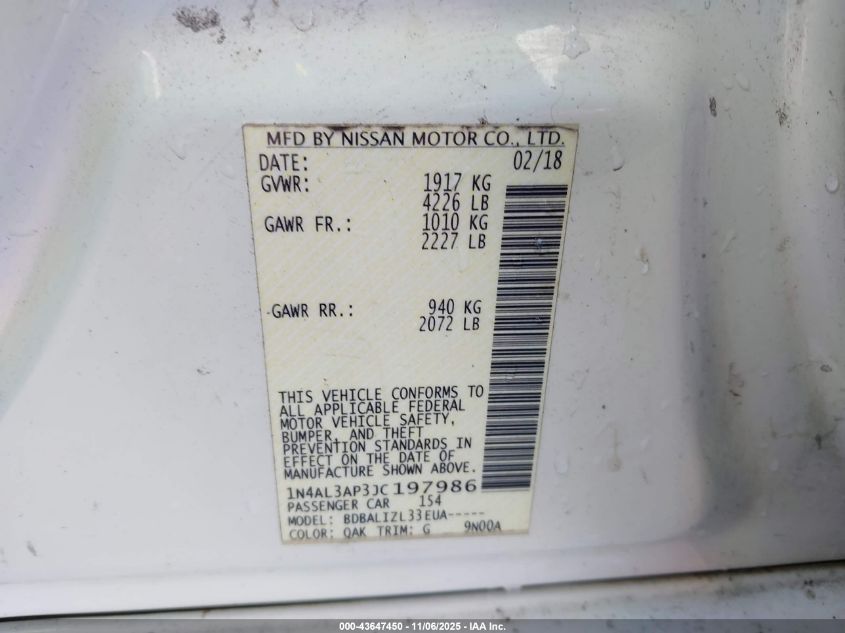 MFD BY NISSAN MOTOR CO., LTD.
DATE: 02/18
GVWR: 1917 KG
4226 LB
GAWR FR.: 1010 KG
2227 LB
GAWR RR.: 940 KG
2072 LB
THIS VEHICLE CONFORMS TO
ALL APPLICABLE FEDERAL
MOTOR VEHICLE SAFETY,
BUMPER, AND THEFT
PREVENTION STANDARDS IN
EFFECT ON THE DATE OF
MANUFACTURE SHOWN ABOVE.
1N4AL3AP3JC197986
PASSENGER CAR 154
MODEL: BDBALIZL33EUA-----
COLOR: QAK TRIM: G 9N00A
000-43647450 - 11/06/2025 - IAA Inc.